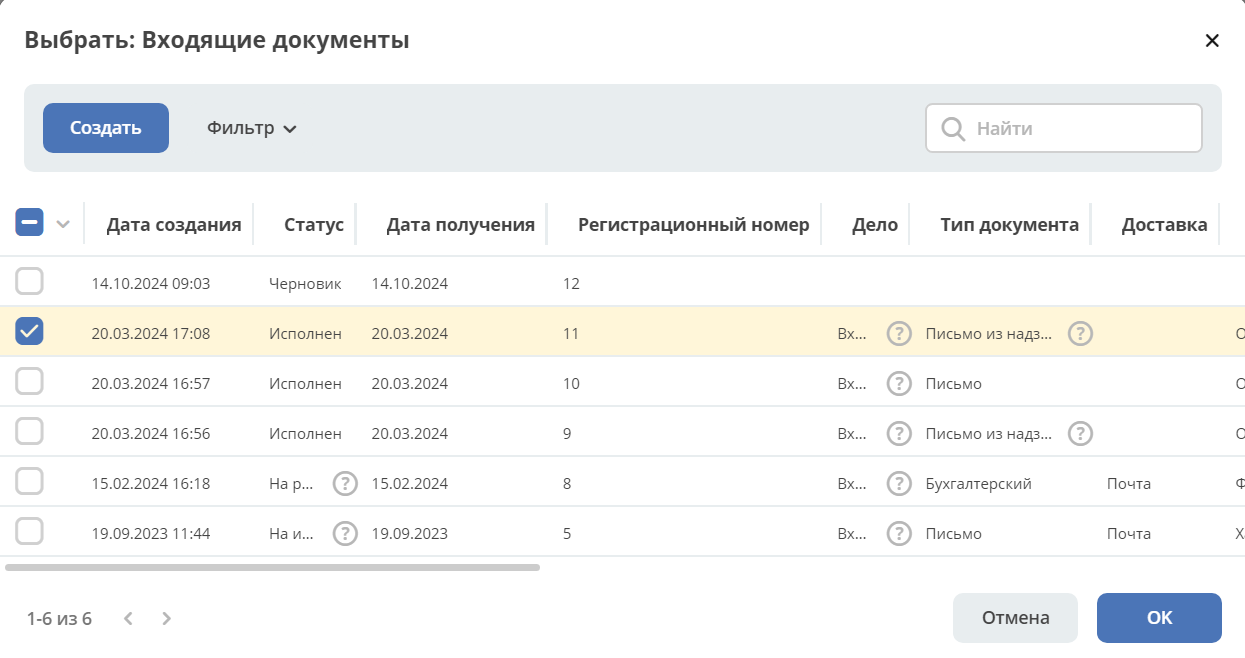 Выбрать: Входящие документы
Создать Фильтр Найти
Дата создания Статус Дата получения Регистрационный номер Дело Тип документа Доставка
14.10.2024 09:03 Черновик 14.10.2024 12
20.03.2024 17:08 Исполнен 20.03.2024 11 Вх... ? Письмо из надз... ? О
20.03.2024 16:57 Исполнен 20.03.2024 10 Вх... ? Письмо О
20.03.2024 16:56 Исполнен 20.03.2024 9 Вх... ? Письмо из надз... ? О
15.02.2024 16:18 На р... ? 15.02.2024 8 Вх... ? Бухгалтерский Почта Ф
19.09.2023 11:44 На и... ? 19.09.2023 5 Вх... ? Письмо Почта Х
1-6 из 6 Отмена OK